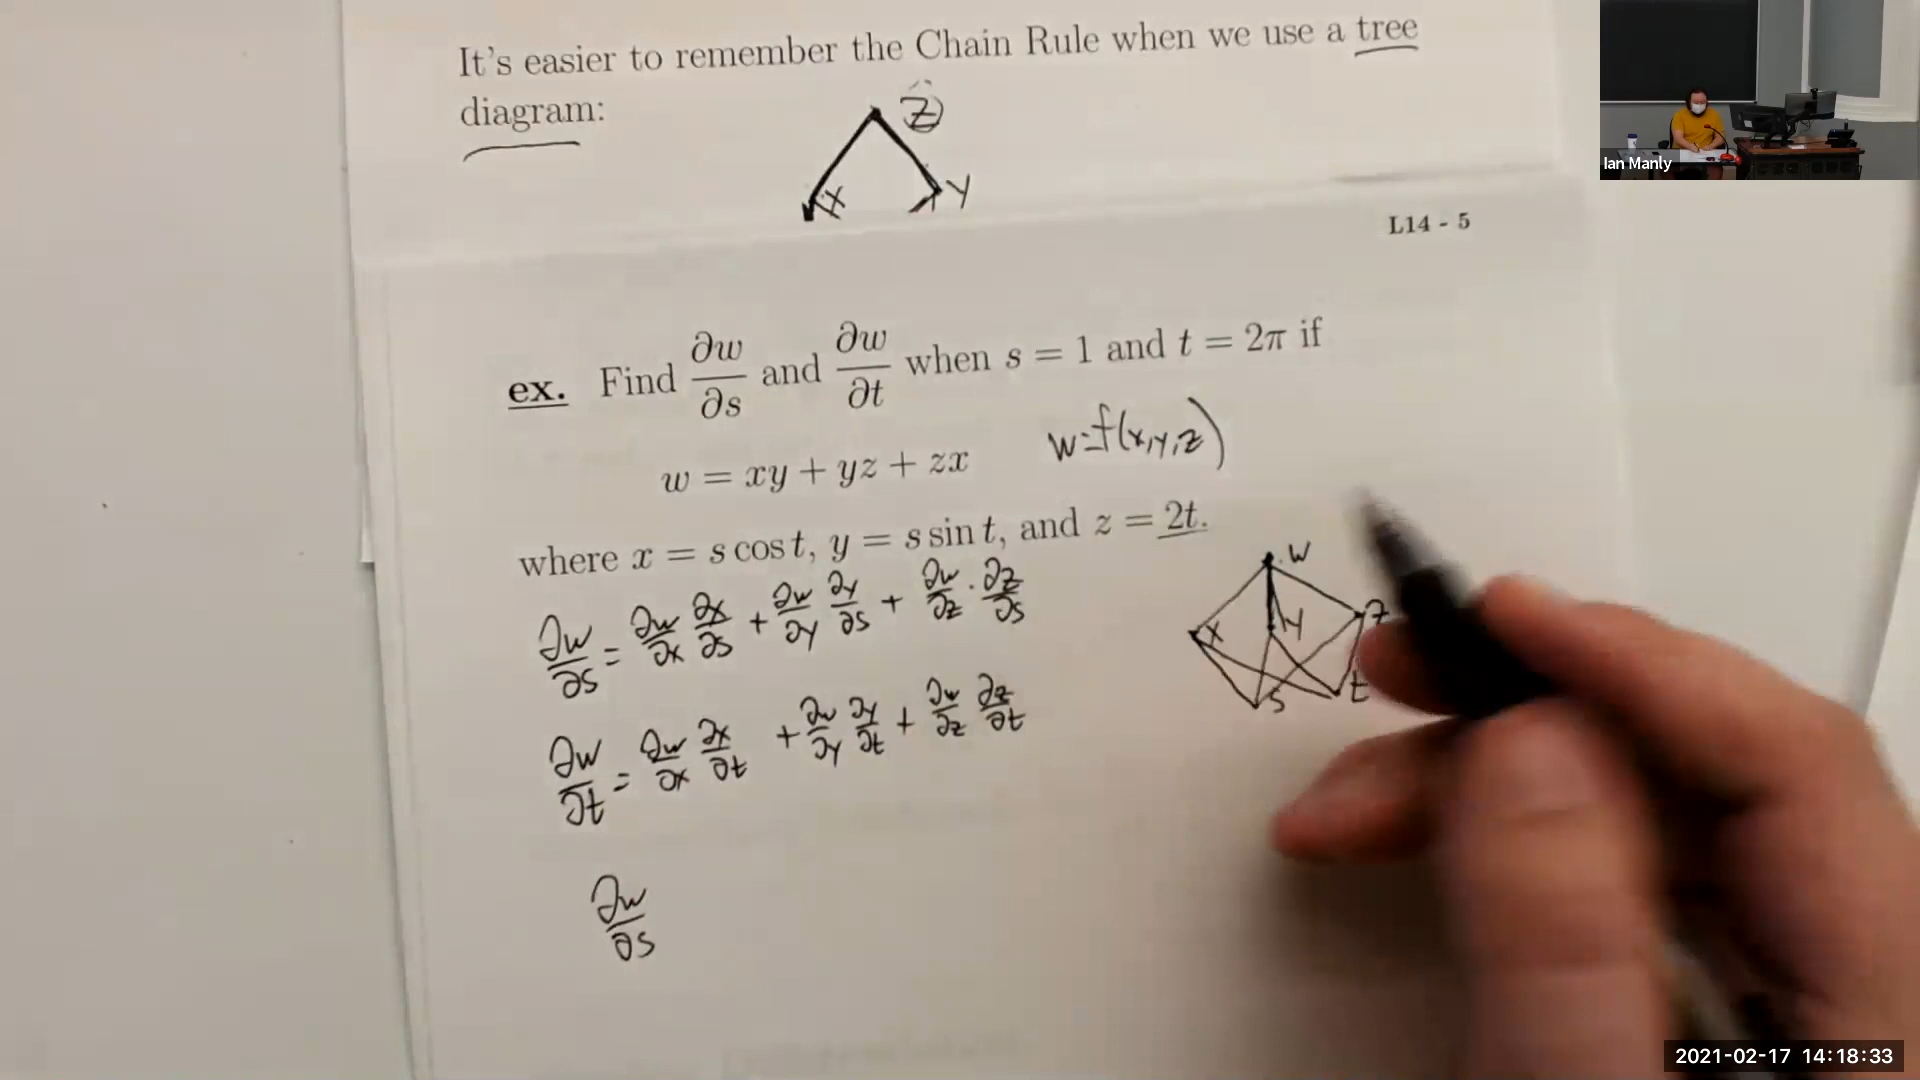 It's easier to remember the Chain Rule when we use a tree
diagram:
Z
X Y
L14 - 5
ex. Find ∂w/∂s and ∂w/∂t when s = 1 and t = 2π if
w = xy + yz + zx w=f(x,y,z)
where x = s cos t, y = s sin t, and z = 2t.
∂w/∂s = ∂w/∂x ∂x/∂s + ∂w/∂y ∂y/∂s + ∂w/∂z · ∂z/∂s
∂w/∂t = ∂w/∂x ∂x/∂t + ∂w/∂y ∂y/∂t + ∂w/∂z ∂z/∂t
∂w/∂s
W
X Y Z
S t
Ian Manly
2021-02-17 14:18:33